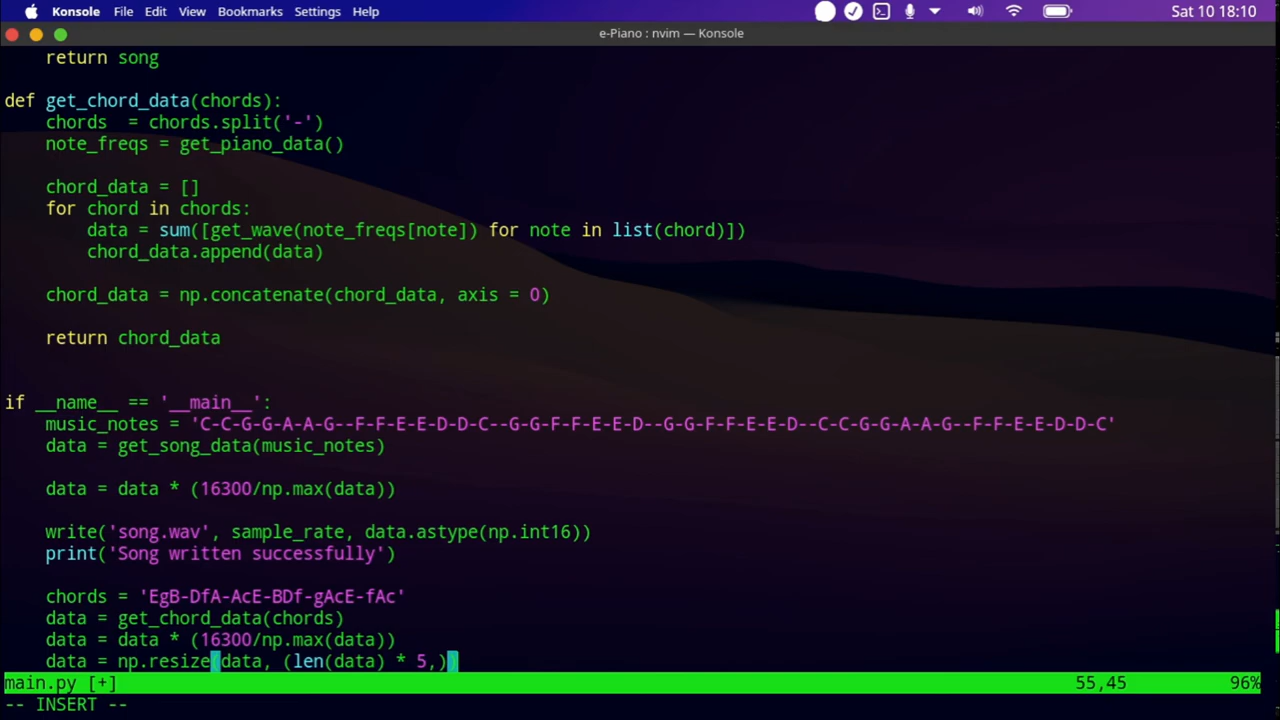 Konsole File Edit View Bookmarks Settings Help Sat 10 18:10
e-Piano : nvim — Konsole
    return song

def get_chord_data(chords):
    chords  = chords.split('-')
    note_freqs = get_piano_data()

    chord_data = []
    for chord in chords:
        data = sum([get_wave(note_freqs[note]) for note in list(chord)])
        chord_data.append(data)

    chord_data = np.concatenate(chord_data, axis = 0)

    return chord_data


if __name__ == '__main__':
    music_notes = 'C-C-G-G-A-A-G--F-F-E-E-D-D-C--G-G-F-F-E-E-D--G-G-F-F-E-E-D--C-C-G-G-A-A-G--F-F-E-E-D-D-C'
    data = get_song_data(music_notes)

    data = data * (16300/np.max(data))

    write('song.wav', sample_rate, data.astype(np.int16))
    print('Song written successfully')

    chords = 'EgB-DfA-AcE-BDf-gAcE-fAc'
    data = get_chord_data(chords)
    data = data * (16300/np.max(data))
    data = np.resize(data, (len(data) * 5,))
main.py [+] 55,45 96%
-- INSERT --